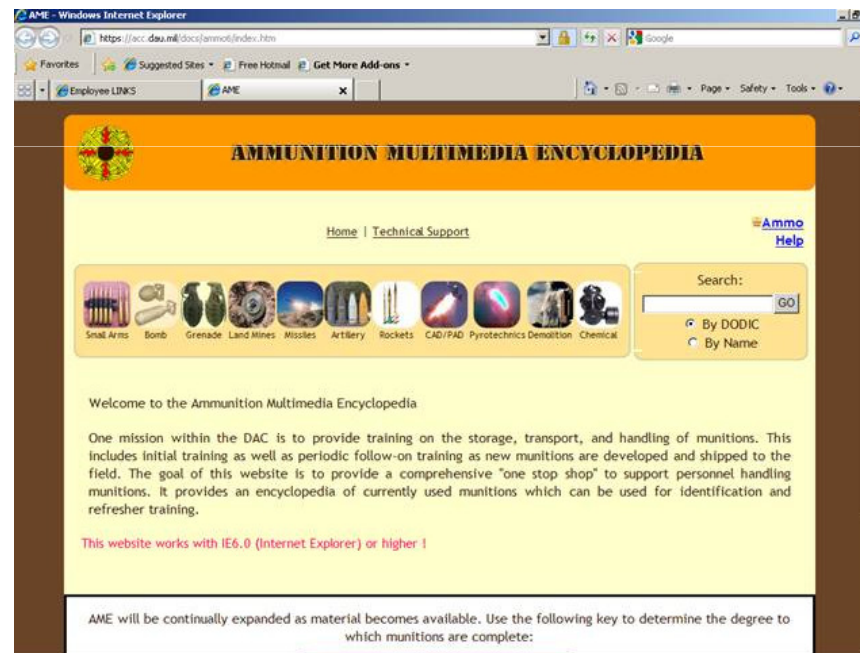 AME - Windows Internet Explorer
https://acc.dau.mil/docs/ammo6/index.htm
Google
Favorites Suggested Sites Free Hotmail Get More Add-ons
Employee LINKS AME Page Safety Tools
AMMUNITION MULTIMEDIA ENCYCLOPEDIA
Home | Technical Support
Ammo
Help
Small Arms Bomb Grenade Land Mines Missiles Artillery Rockets CAD/PAD Pyrotechnics Demolition Chemical
Search:
GO
By DODIC
By Name
Welcome to the Ammunition Multimedia Encyclopedia
One mission within the DAC is to provide training on the storage, transport, and handling of munitions. This
includes initial training as well as periodic follow-on training as new munitions are developed and shipped to the
field. The goal of this website is to provide a comprehensive "one stop shop" to support personnel handling
munitions. It provides an encyclopedia of currently used munitions which can be used for identification and
refresher training.
This website works with IE6.0 (Internet Explorer) or higher !
AME will be continually expanded as material becomes available. Use the following key to determine the degree to
which munitions are complete: